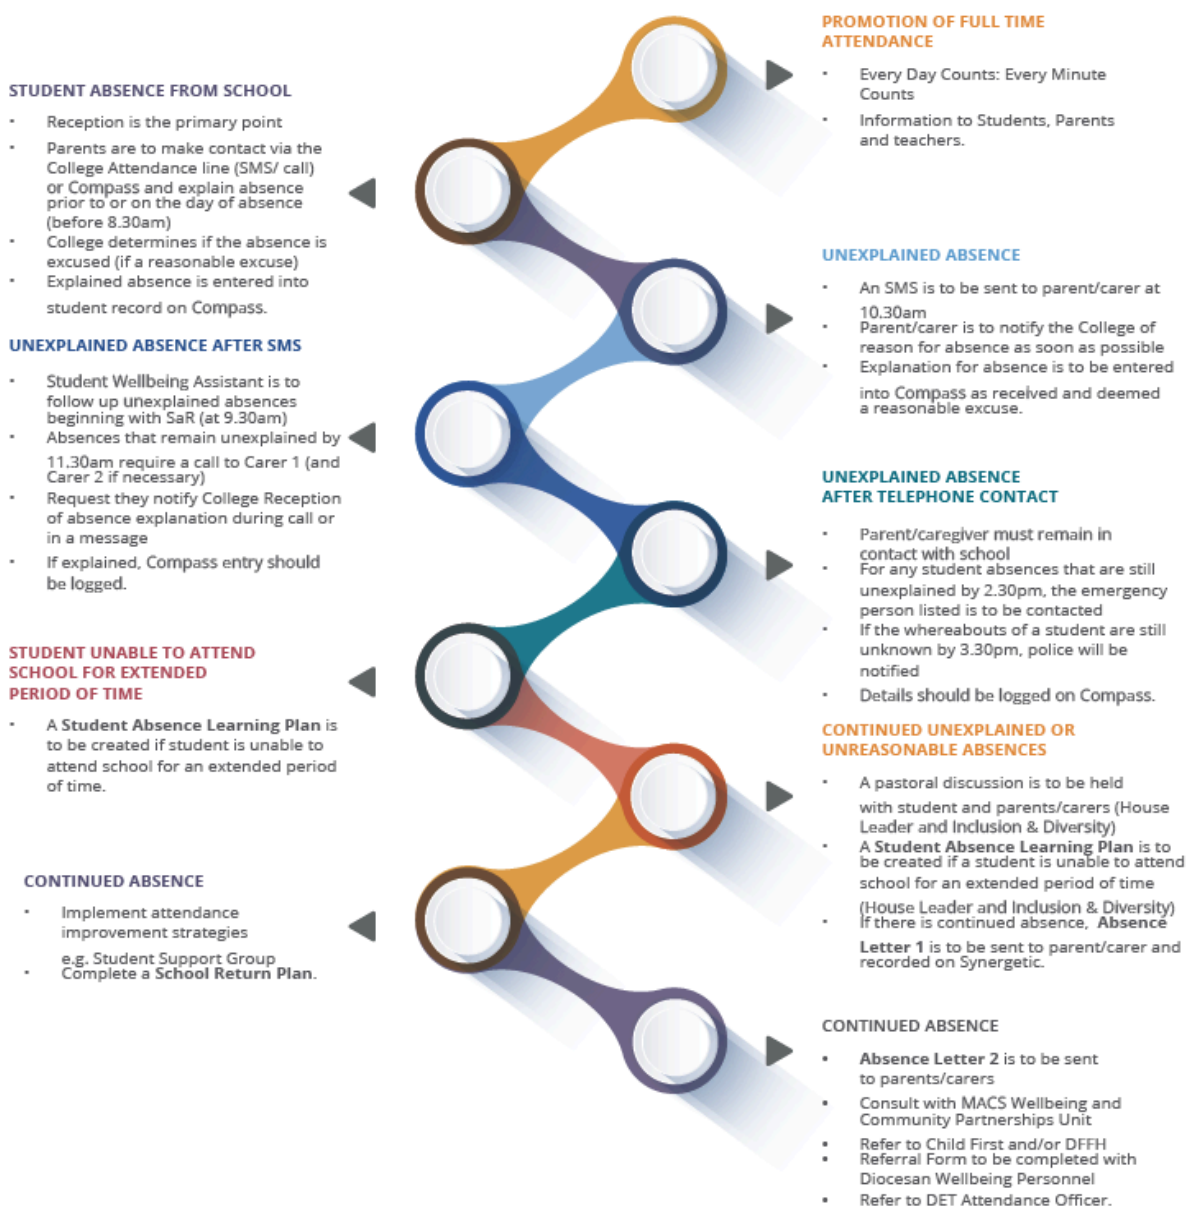 PROMOTION OF FULL TIME
ATTENDANCE
· Every Day Counts: Every Minute
Counts
· Information to Students, Parents
and teachers.
STUDENT ABSENCE FROM SCHOOL
· Reception is the primary point
· Parents are to make contact via the
College Attendance line (SMS/ call)
or Compass and explain absence
prior to or on the day of absence
(before 8.30am)
· College determines if the absence is
excused (if a reasonable excuse)
· Explained absence is entered into
student record on Compass.
UNEXPLAINED ABSENCE
· An SMS is to be sent to parent/carer at
10.30am
· Parent/carer is to notify the College of
reason for absence as soon as possible
· Explanation for absence is to be entered
into Compass as received and deemed
a reasonable excuse.
UNEXPLAINED ABSENCE AFTER SMS
· Student Wellbeing Assistant is to
follow up unexplained absences
beginning with SaR (at 9.30am)
· Absences that remain unexplained by
11.30am require a call to Carer 1 (and
Carer 2 if necessary)
· Request they notify College Reception
of absence explanation during call or
in a message
· If explained, Compass entry should
be logged.
UNEXPLAINED ABSENCE
AFTER TELEPHONE CONTACT
· Parent/caregiver must remain in
contact with school
· For any student absences that are still
unexplained by 2.30pm, the emergency
person listed is to be contacted
· If the whereabouts of a student are still
unknown by 3.30pm, police will be
notified
· Details should be logged on Compass.
STUDENT UNABLE TO ATTEND
SCHOOL FOR EXTENDED
PERIOD OF TIME
· A Student Absence Learning Plan is
to be created if student is unable to
attend school for an extended period
of time.
CONTINUED UNEXPLAINED OR
UNREASONABLE ABSENCES
· A pastoral discussion is to be held
with student and parents/carers (House
Leader and Inclusion & Diversity)
· A Student Absence Learning Plan is to
be created if a student is unable to attend
school for an extended period of time
(House Leader and Inclusion & Diversity)
· If there is continued absence, Absence
Letter 1 is to be sent to parent/carer and
recorded on Synergetic.
CONTINUED ABSENCE
· Implement attendance
improvement strategies
e.g. Student Support Group
· Complete a School Return Plan.
CONTINUED ABSENCE
• Absence Letter 2 is to be sent
to parents/carers
• Consult with MACS Wellbeing and
Community Partnerships Unit
• Refer to Child First and/or DFFH
• Referral Form to be completed with
Diocesan Wellbeing Personnel
• Refer to DET Attendance Officer.